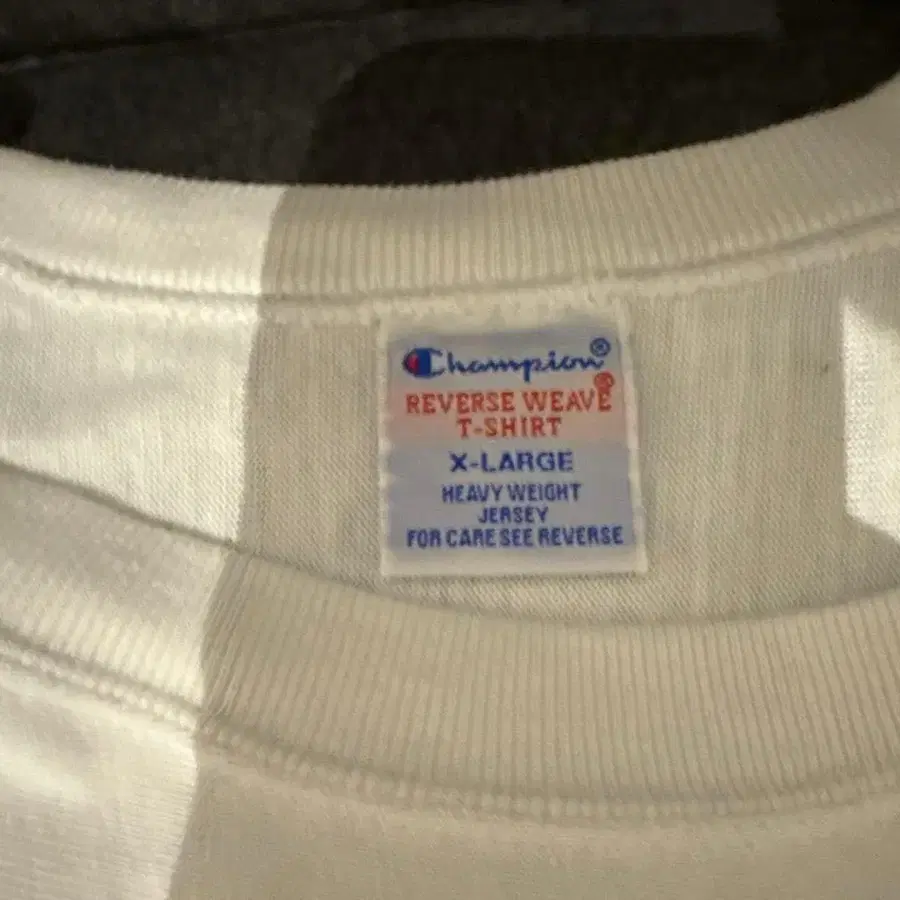 Champion®
REVERSE WEAVE®
T-SHIRT
X-LARGE
HEAVY WEIGHT
JERSEY
FOR CARE SEE REVERSE